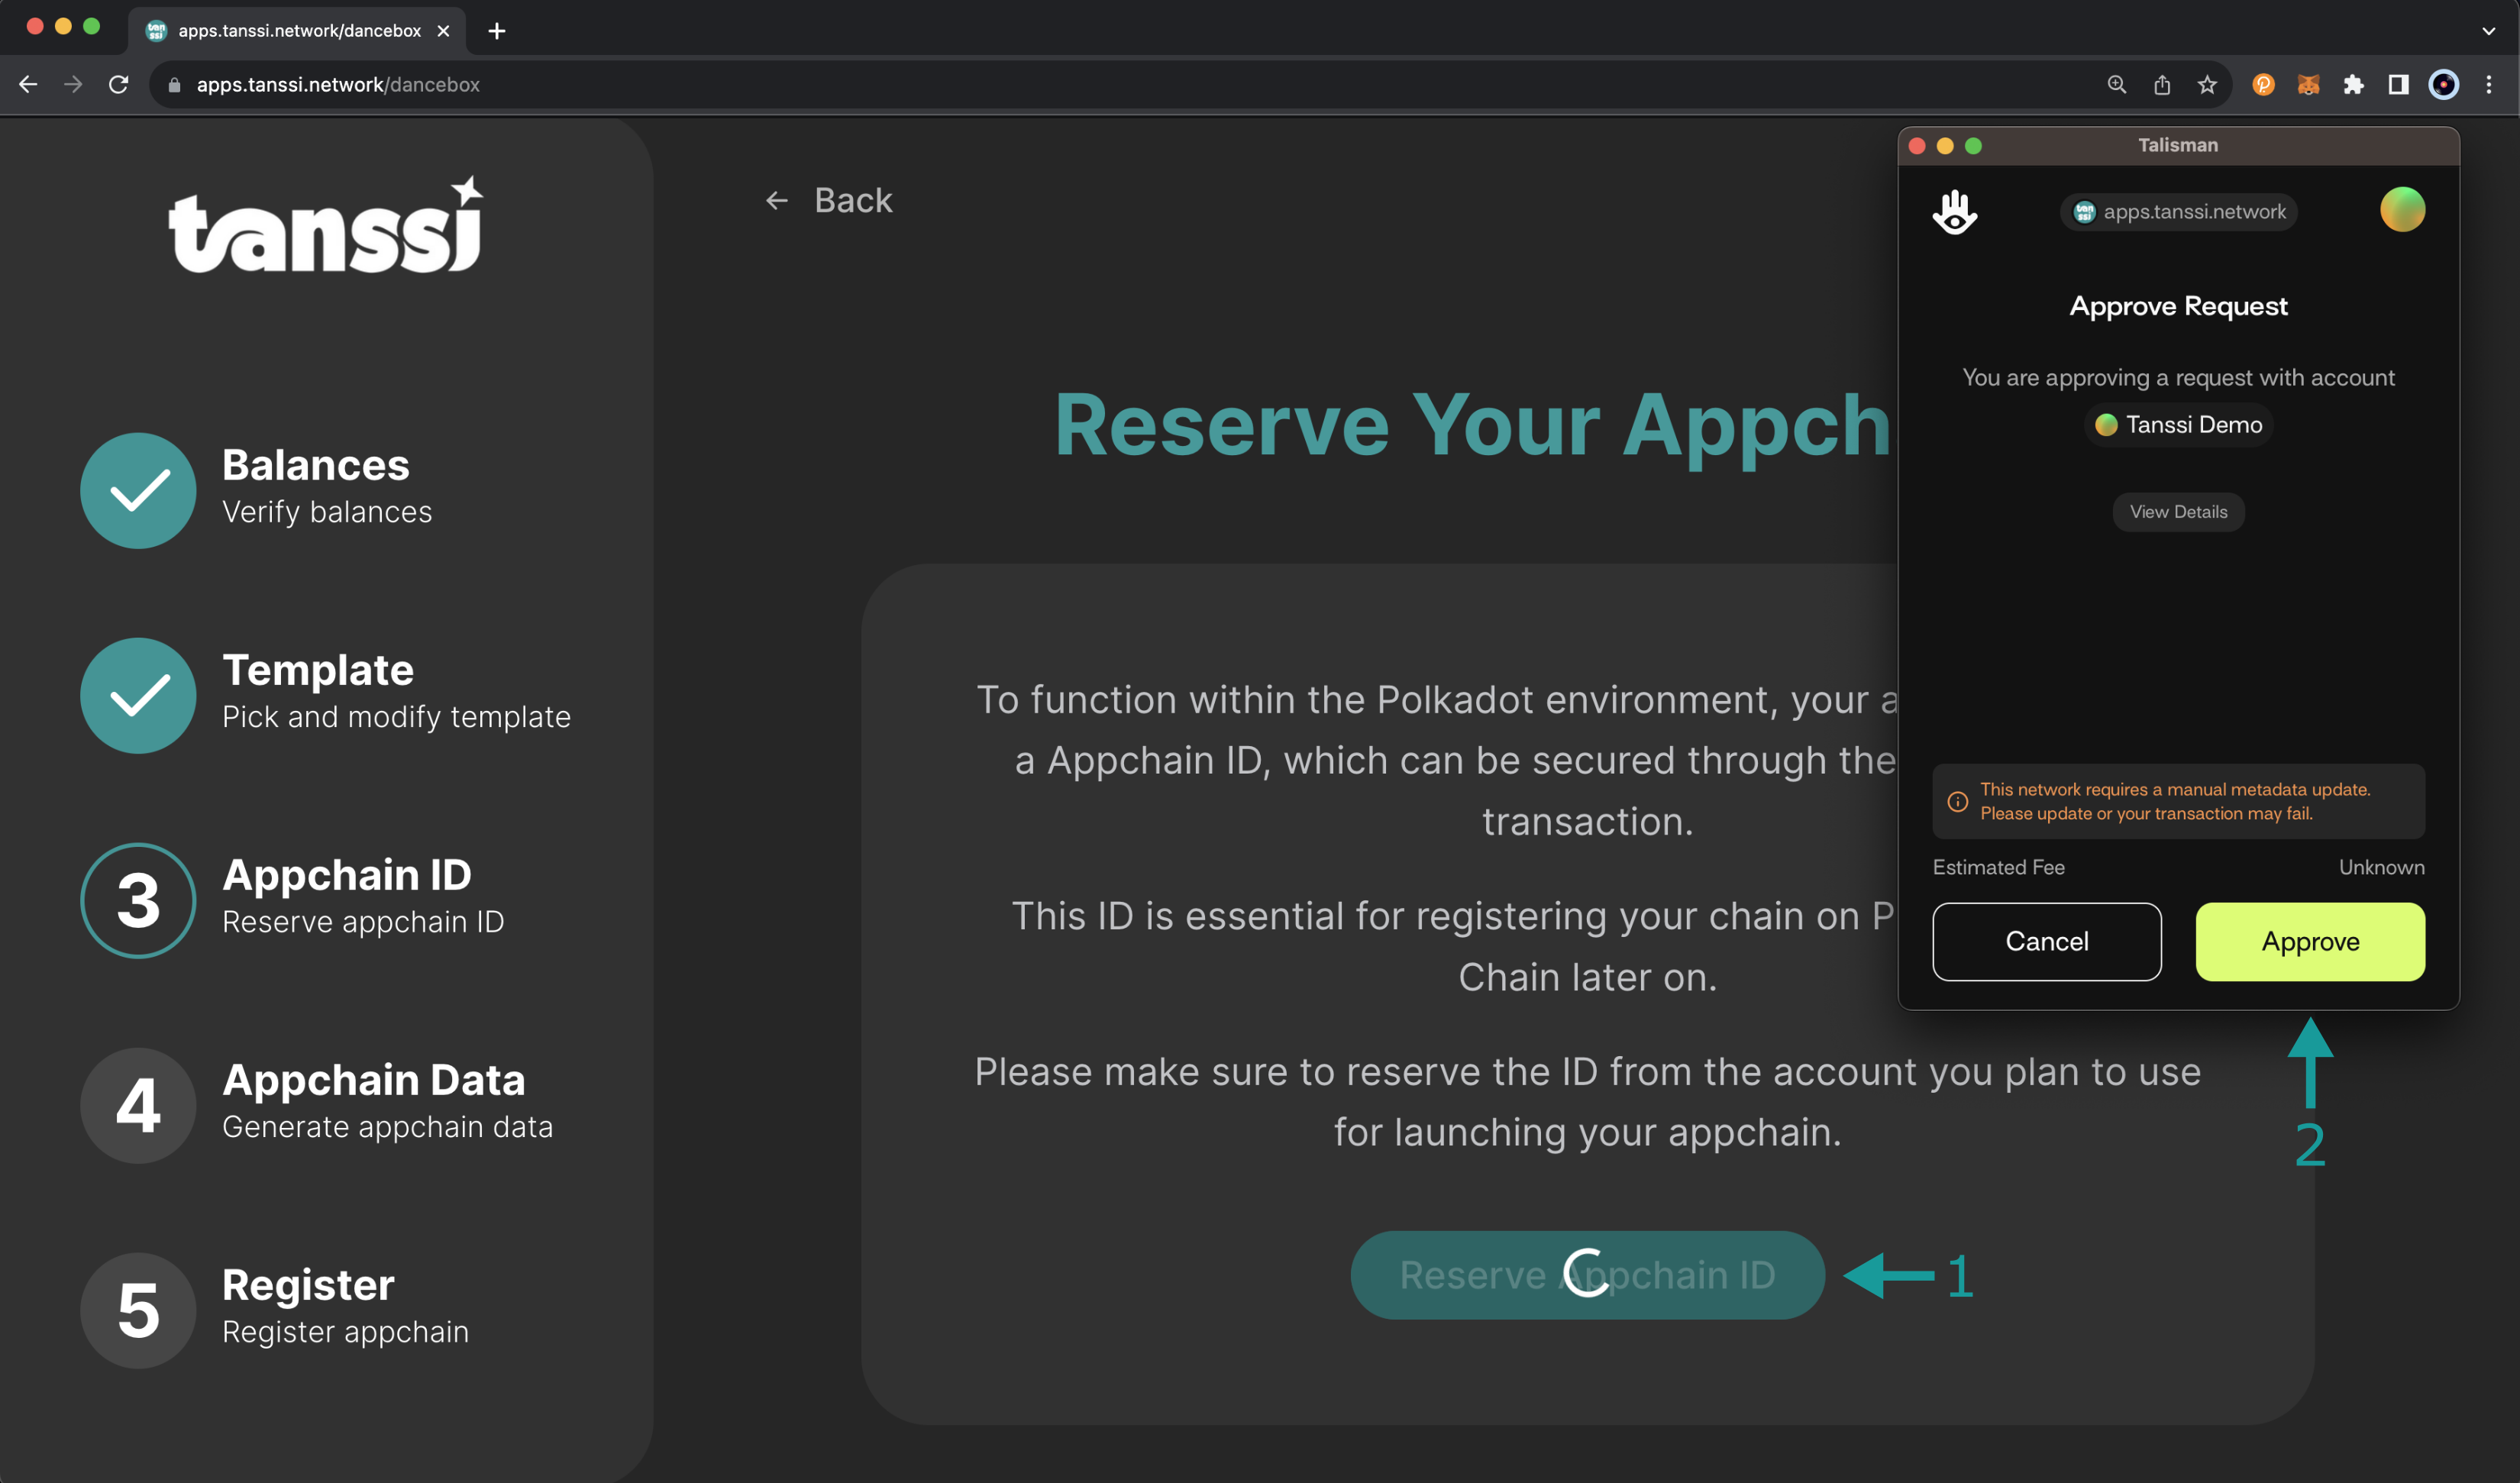 apps.tanssi.network/dancebox
apps.tanssi.network/dancebox
tanssi
Balances
Verify balances
Template
Pick and modify template
3
Appchain ID
Reserve appchain ID
4
Appchain Data
Generate appchain data
5
Register
Register appchain
Back
Reserve Your Appch
To function within the Polkadot environment, your a
a Appchain ID, which can be secured through the
transaction.
This ID is essential for registering your chain on P
Chain later on.
Please make sure to reserve the ID from the account you plan to use
for launching your appchain.
Reserve Appchain ID
1
Talisman
apps.tanssi.network
Approve Request
You are approving a request with account
Tanssi Demo
View Details
This network requires a manual metadata update.
Please update or your transaction may fail.
Estimated Fee Unknown
Cancel Approve
2